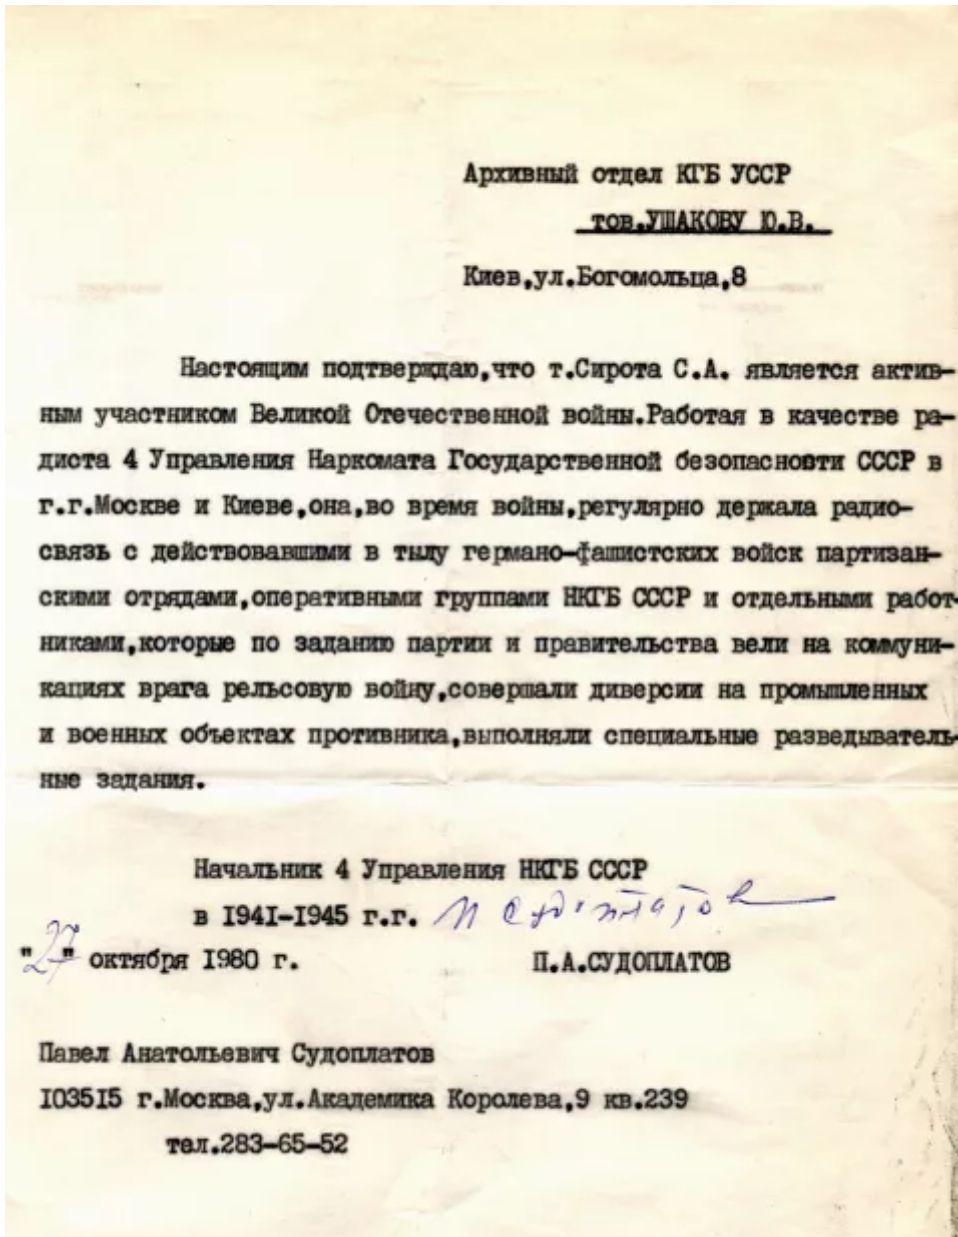 Архивный отдел КГБ УССР
тов.УШАКОВУ Ю.В.
Киев,ул.Богомольца,8
Настоящим подтверждаю,что т.Сирота С.А. является актив-
ным участником Великой Отечественной войны.Работая в качестве ра-
диста 4 Управления Наркомата Государственной безопасности СССР в
г.г.Москве и Киеве,она,во время войны,регулярно держала радио-
связь с действовавшими в тылу германо-фашистских войск партизан-
скими отрядами,оперативными группами НКГБ СССР и отдельными работ-
никами,которые по заданию партии и правительства вели на коммуни-
кациях врага рельсовую войну,совершали диверсии на промышленных
и военных объектах противника,выполняли специальные разведыватель-
ные задания.
Начальник 4 Управления НКГБ СССР
в 1941-1945 г.г. П Судоплатов
"27" октября 1980 г. П.А.СУДОПЛАТОВ
Павел Анатольевич Судоплатов
103515 г.Москва,ул.Академика Королева,9 кв.239
тел.283-65-52